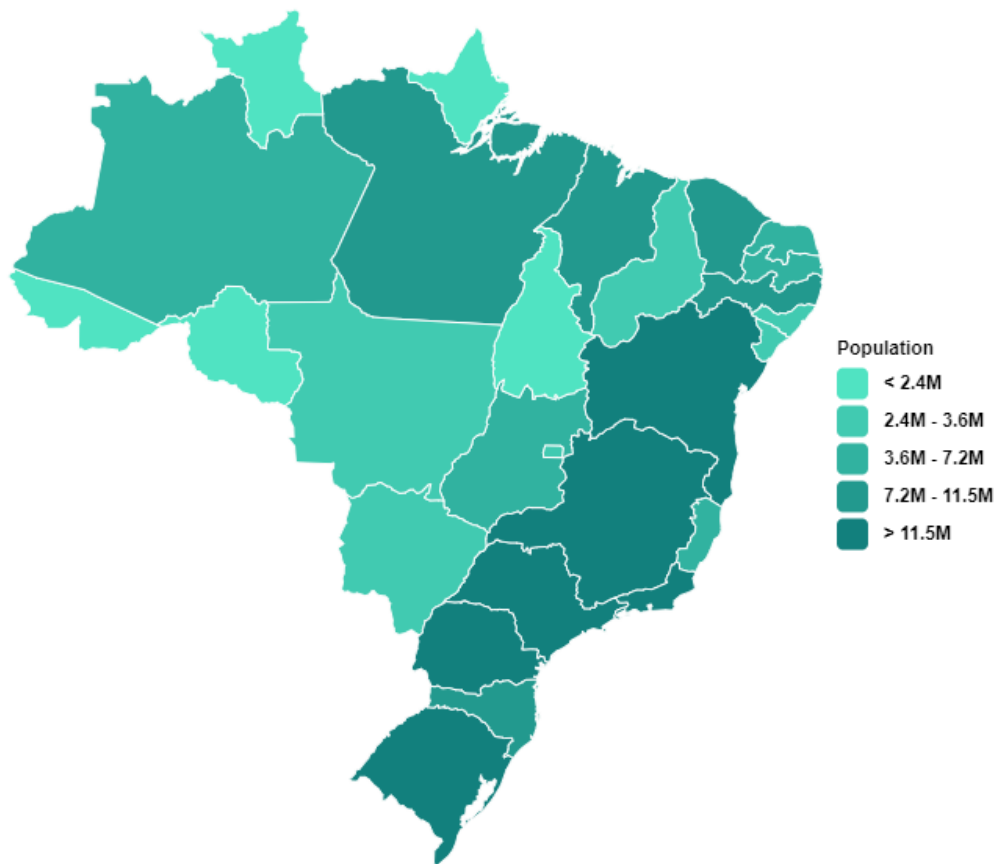 Population
< 2.4M
2.4M - 3.6M
3.6M - 7.2M
7.2M - 11.5M
> 11.5M